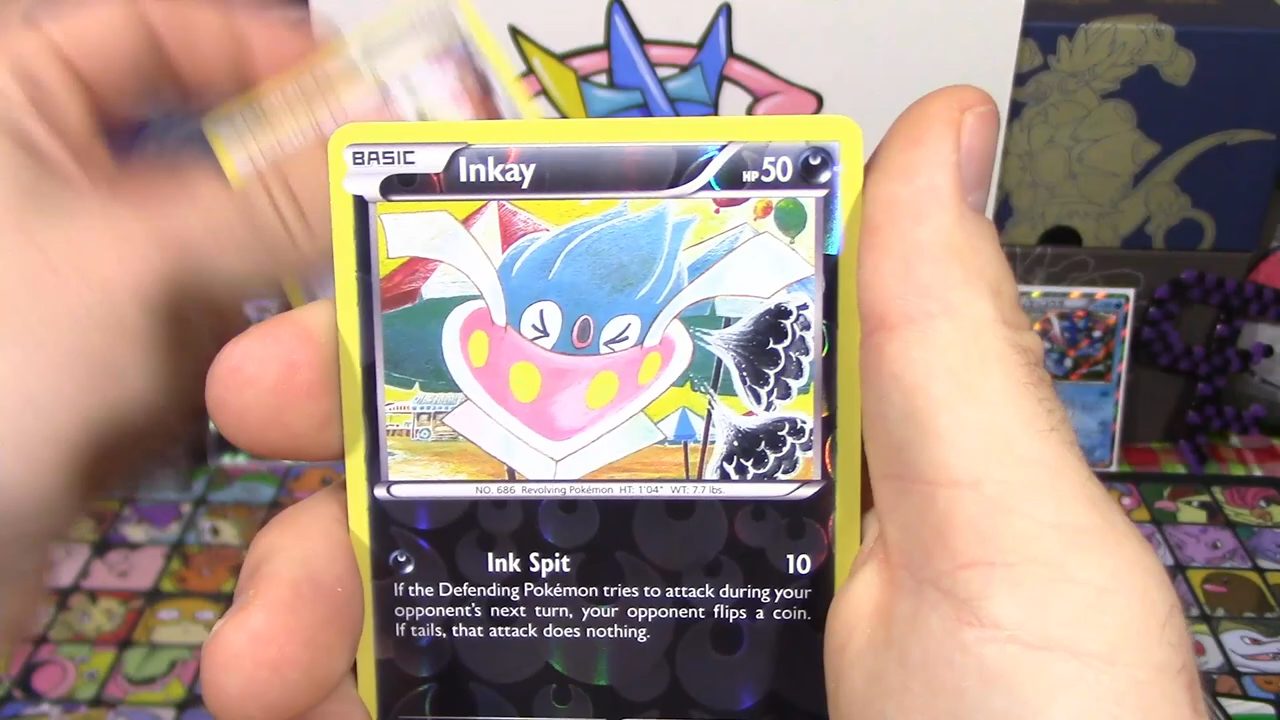 BASIC Inkay HP 50
NO. 686 Revolving Pokémon HT: 1'04" WT: 7.7 lbs.
Ink Spit 10
If the Defending Pokémon tries to attack during your
opponent's next turn, your opponent flips a coin.
If tails, that attack does nothing.